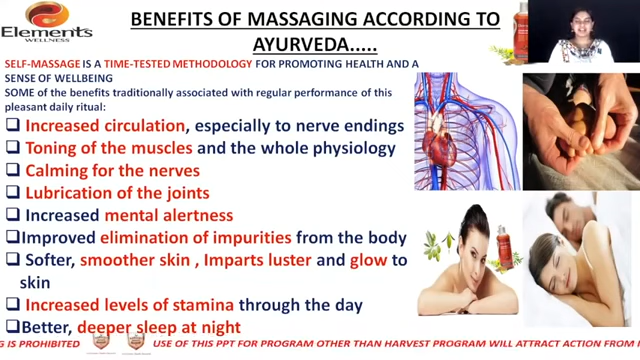 Elements
WELLNESS
BENEFITS OF MASSAGING ACCORDING TO
AYURVEDA.....
SELF-MASSAGE IS A TIME-TESTED METHODOLOGY FOR PROMOTING HEALTH AND A
SENSE OF WELLBEING
SOME of the benefits traditionally associated with regular performance of this
pleasant daily ritual:
Increased circulation, especially to nerve endings
Toning of the muscles and the whole physiology
Calming for the nerves
Lubrication of the joints
Increased mental alertness
Improved elimination of impurities from the body
Softer, smoother skin , Imparts luster and glow to
skin
Increased levels of stamina through the day
Better, deeper sleep at night
G IS PROHIBITED USE OF THIS PPT FOR PROGRAM OTHER THAN HARVEST PROGRAM WILL ATTRACT ACTION FROM